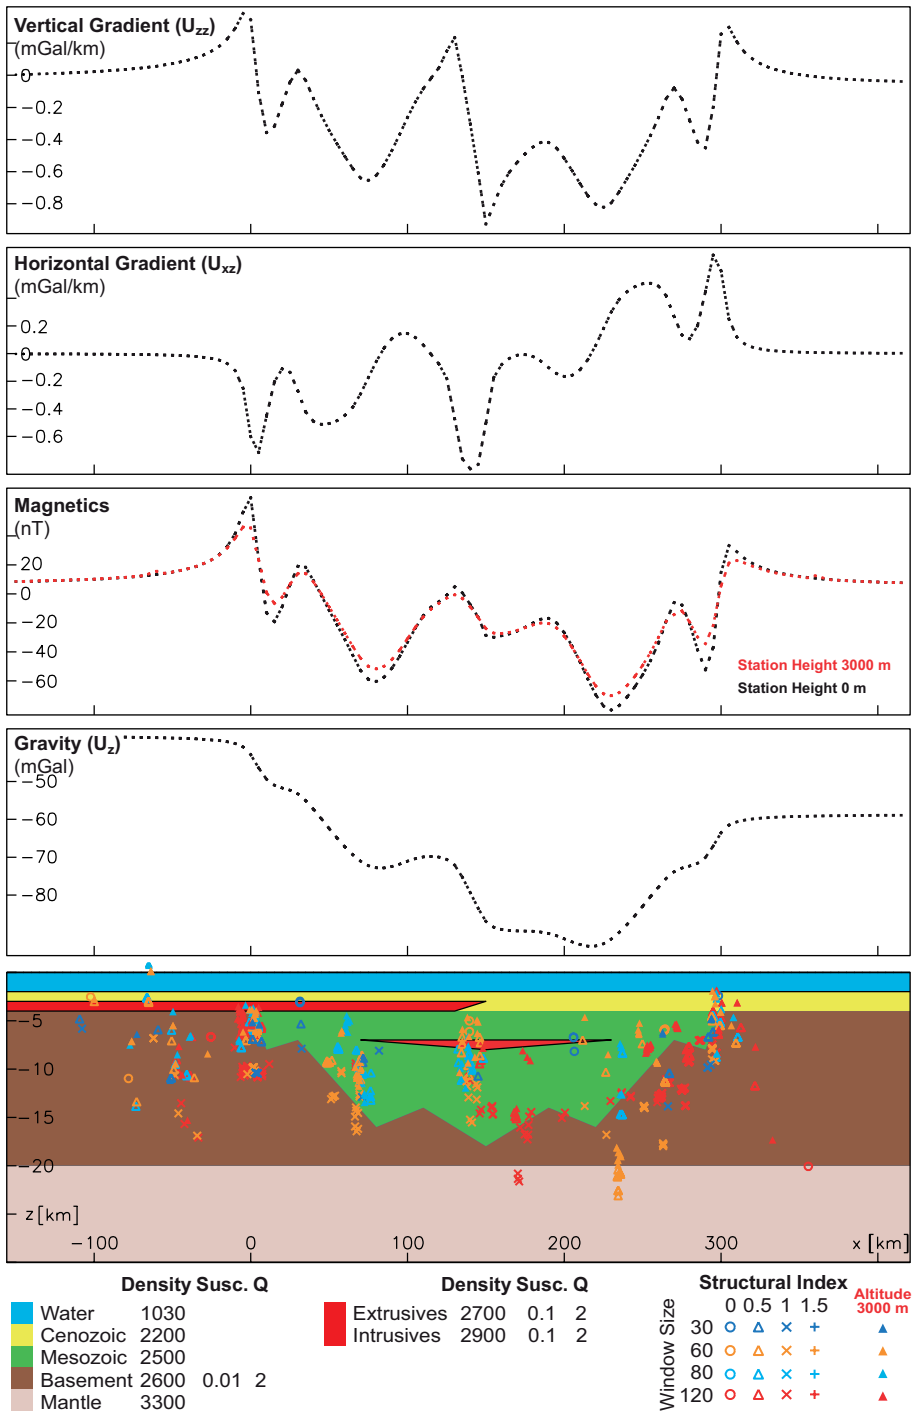 Vertical Gradient (Uzz)
(mGal/km)
0
−0.2
−0.4
−0.6
−0.8
Horizontal Gradient (Uxz)
(mGal/km)
0.2
0
−0.2
−0.4
−0.6
Magnetics
(nT)
20
0
−20
−40
−60
Station Height 3000 m
Station Height 0 m
Gravity (Uz)
(mGal)
−50
−60
−70
−80
−5
−10
−15
−20
z [km]
−100 0 100 200 300 x [km]
Density Susc. Q
Water 1030
Cenozoic 2200
Mesozoic 2500
Basement 2600 0.01 2
Mantle 3300
Density Susc. Q
Extrusives 2700 0.1 2
Intrusives 2900 0.1 2
Structural Index
0 0.5 1 1.5
Altitude
3000 m
Window Size
30
60
80
120